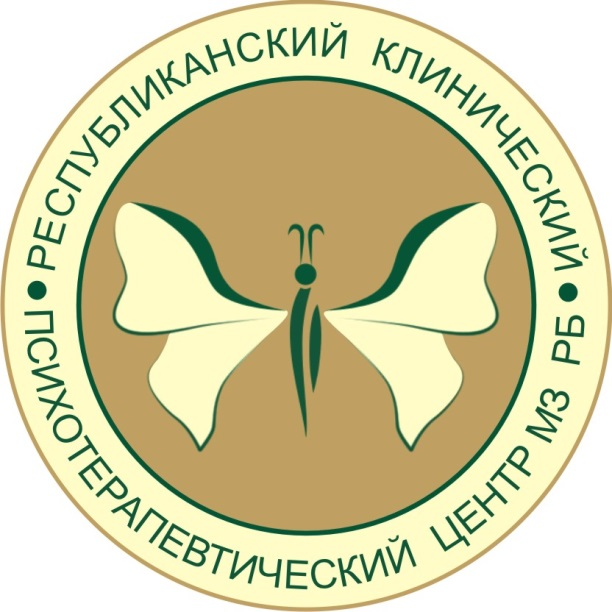 РЕСПУБЛИКАНСКИЙ КЛИНИЧЕСКИЙ
ПСИХОТЕРАПЕВТИЧЕСКИЙ ЦЕНТР МЗ РБ